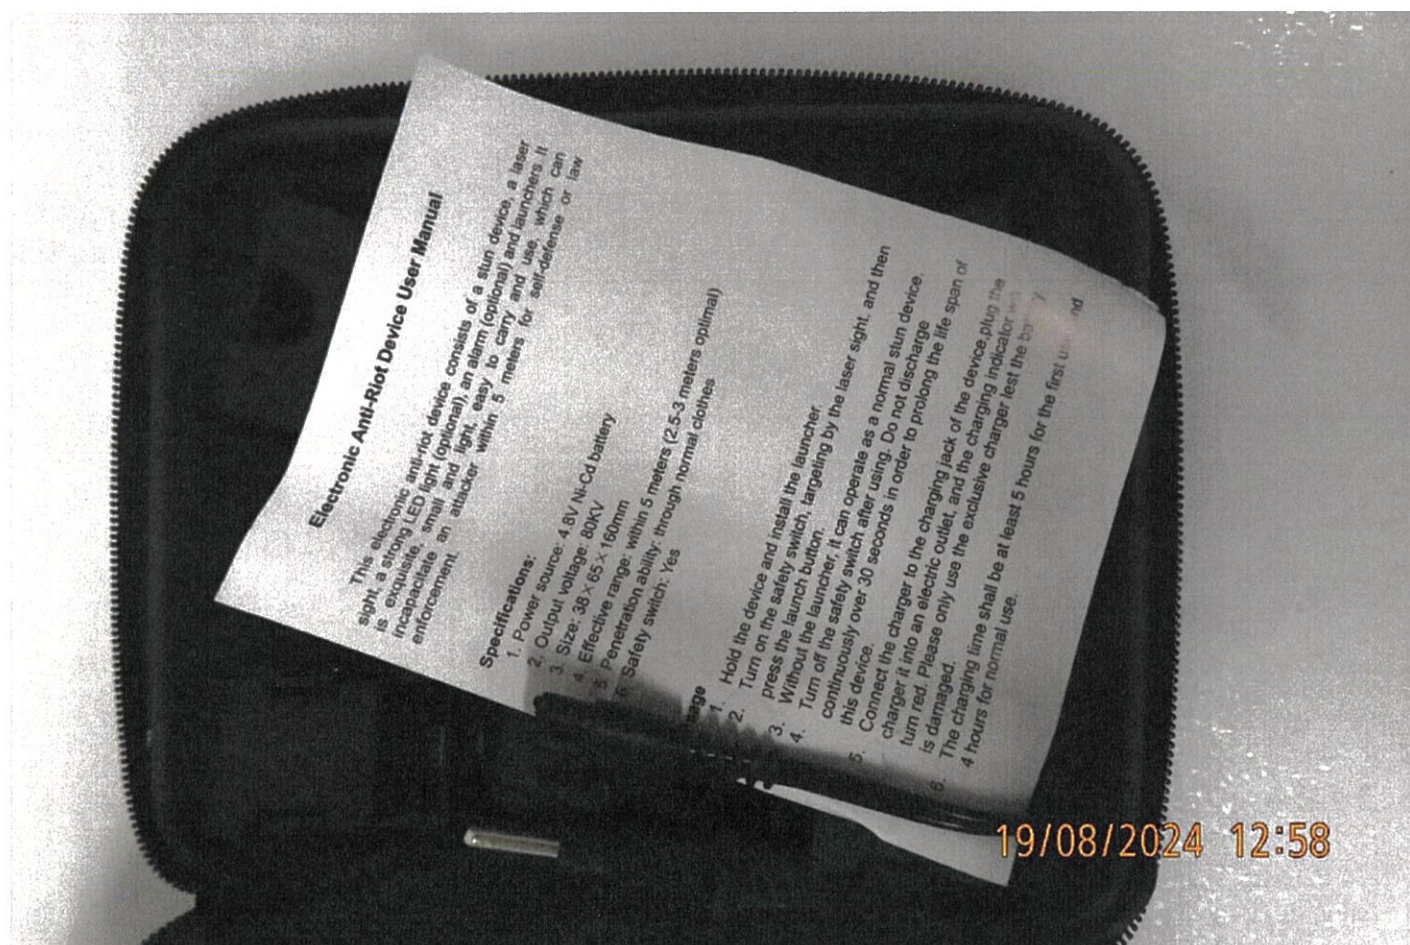 Electronic Anti-Riot Device User Manual
This electronic anti-riot device consists of a stun device, a laser
sight, a strong LED light (optional), an alarm (optional) and launchers. It
is exquisite, small and light, easy to carry and use, which can
incapacitate an attacker within 5 meters for self-defense or law
enforcement.
Specifications:
1. Power source: 4.8V Ni-Cd battery
2. Output voltage: 80KV
3. Size: 38×65×160mm
4. Effective range: within 5 meters (2.5-3 meters optimal)
5. Penetration ability: through normal clothes
6. Safety switch: Yes
1. Hold the device and install the launcher.
2. Turn on the safety switch, targeting by the laser sight, and then
press the launch button.
3. Without the launcher, it can operate as a normal stun device.
4. Turn off the safety switch after using. Do not discharge
continuously over 30 seconds in order to prolong the life span of
this device.
5. Connect the charger to the charging jack of the device,plug the
charger it into an electric outlet, and the charging indicator
turn red. Please only use the exclusive charger lest the
is damaged.
6. The charging time shall be at least 5 hours for the first
4 hours for normal use.
19/08/2024 12:58